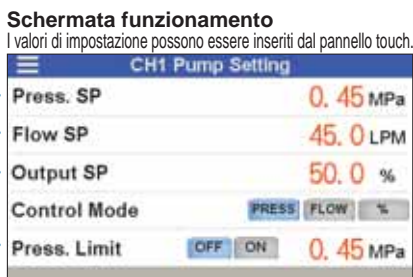 Schermata funzionamento
I valori di impostazione possono essere inseriti dal pannello touch.
CH1 Pump Setting
Press. SP 0. 45 MPa
Flow SP 45. 0 LPM
Output SP 50. 0 %
Control Mode PRESS FLOW %
Press. Limit OFF ON 0. 45 MPa